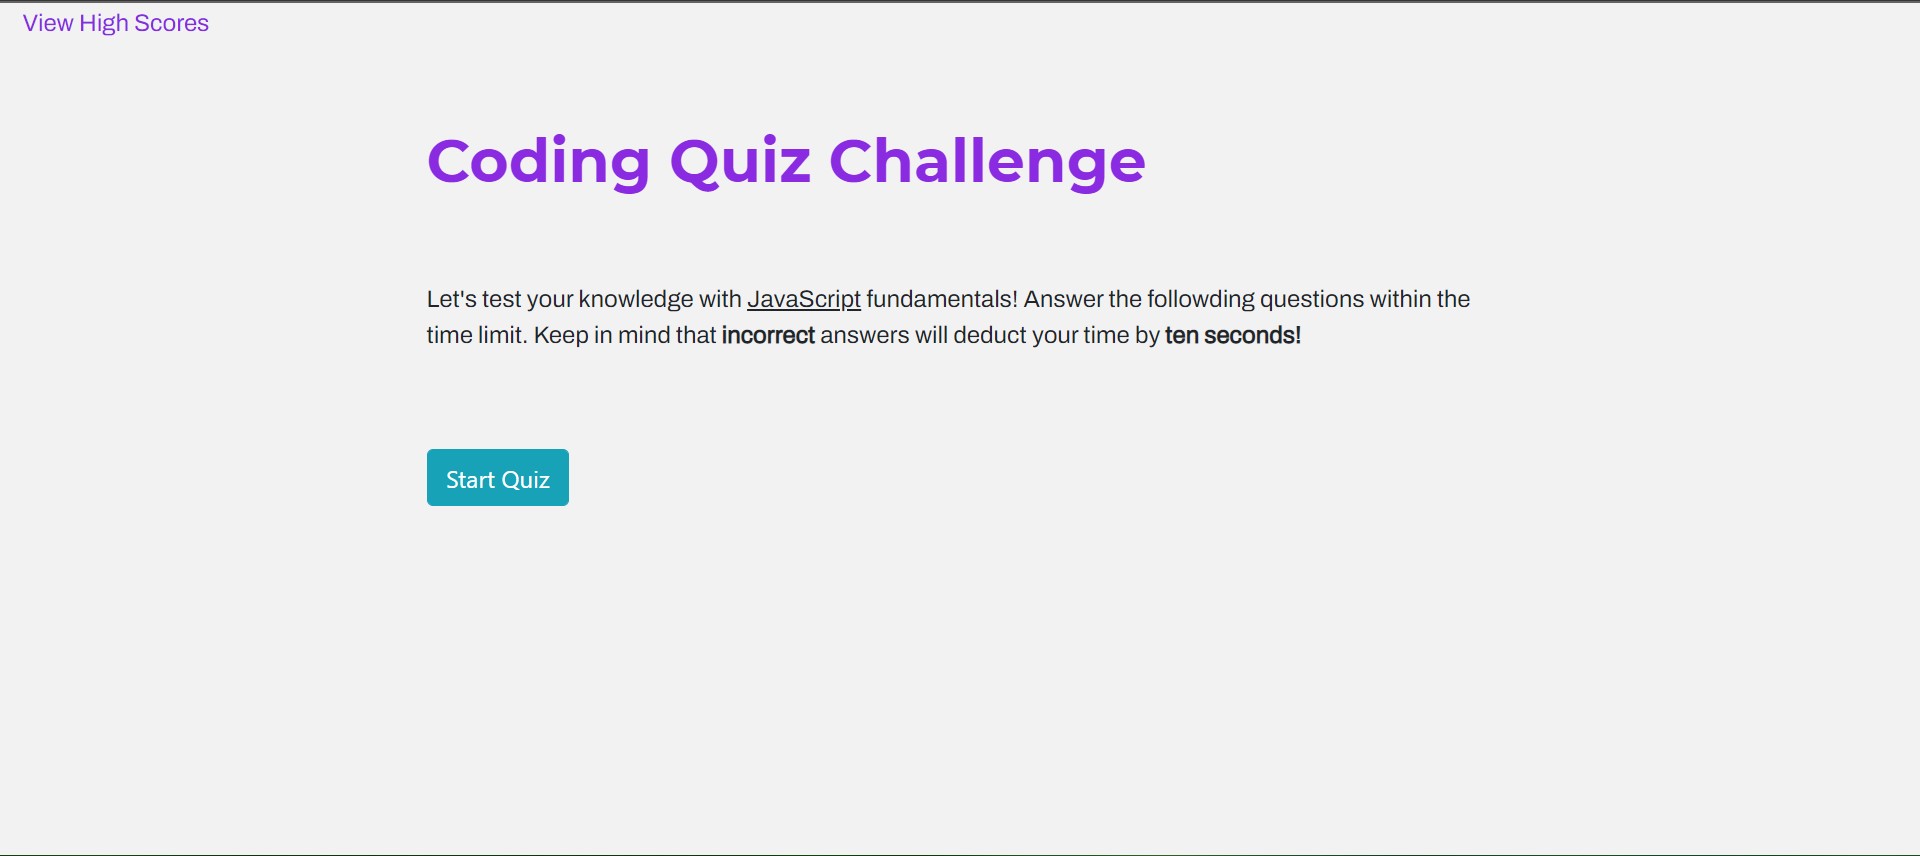 View High Scores
Coding Quiz Challenge
Let's test your knowledge with JavaScript fundamentals! Answer the followding questions within the
time limit. Keep in mind that incorrect answers will deduct your time by ten seconds!
Start Quiz